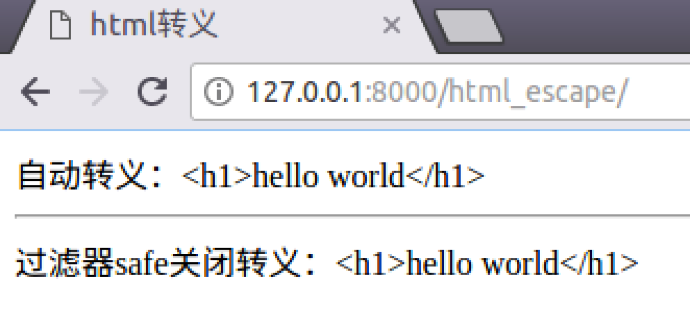 html转义
127.0.0.1:8000/html_escape/
自动转义：<h1>hello world</h1>
过滤器safe关闭转义：<h1>hello world</h1>